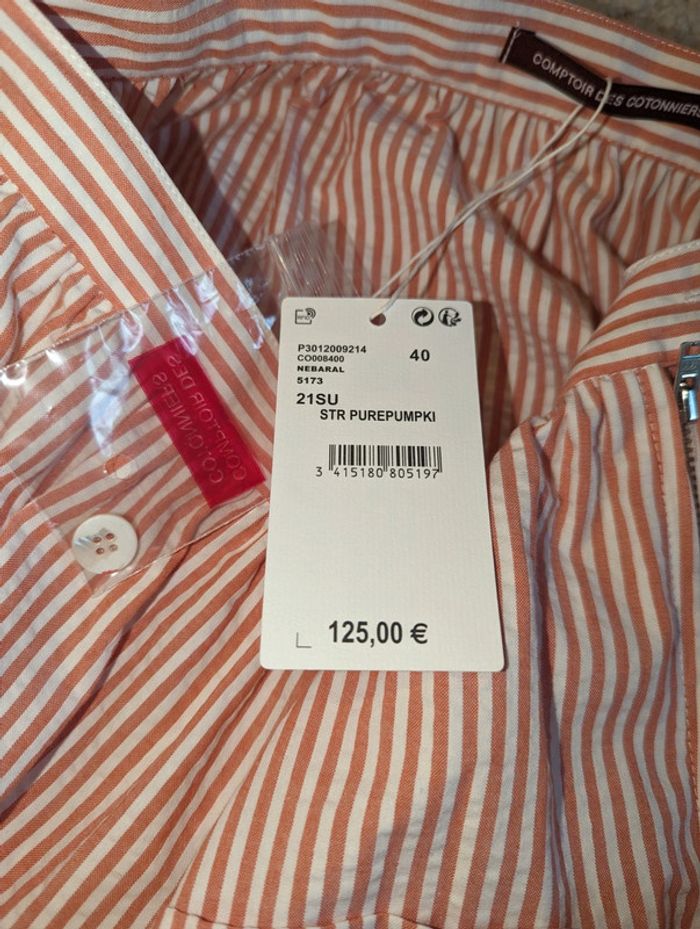 COMPTOIR DES COTONNIERS
RFID
P3012009214
CO008400
NEBARAL
5173
40
21SU
STR PUREPUMPKI
3 415180 805197
125,00 €
COMPTOIR DES
COTONNIERS